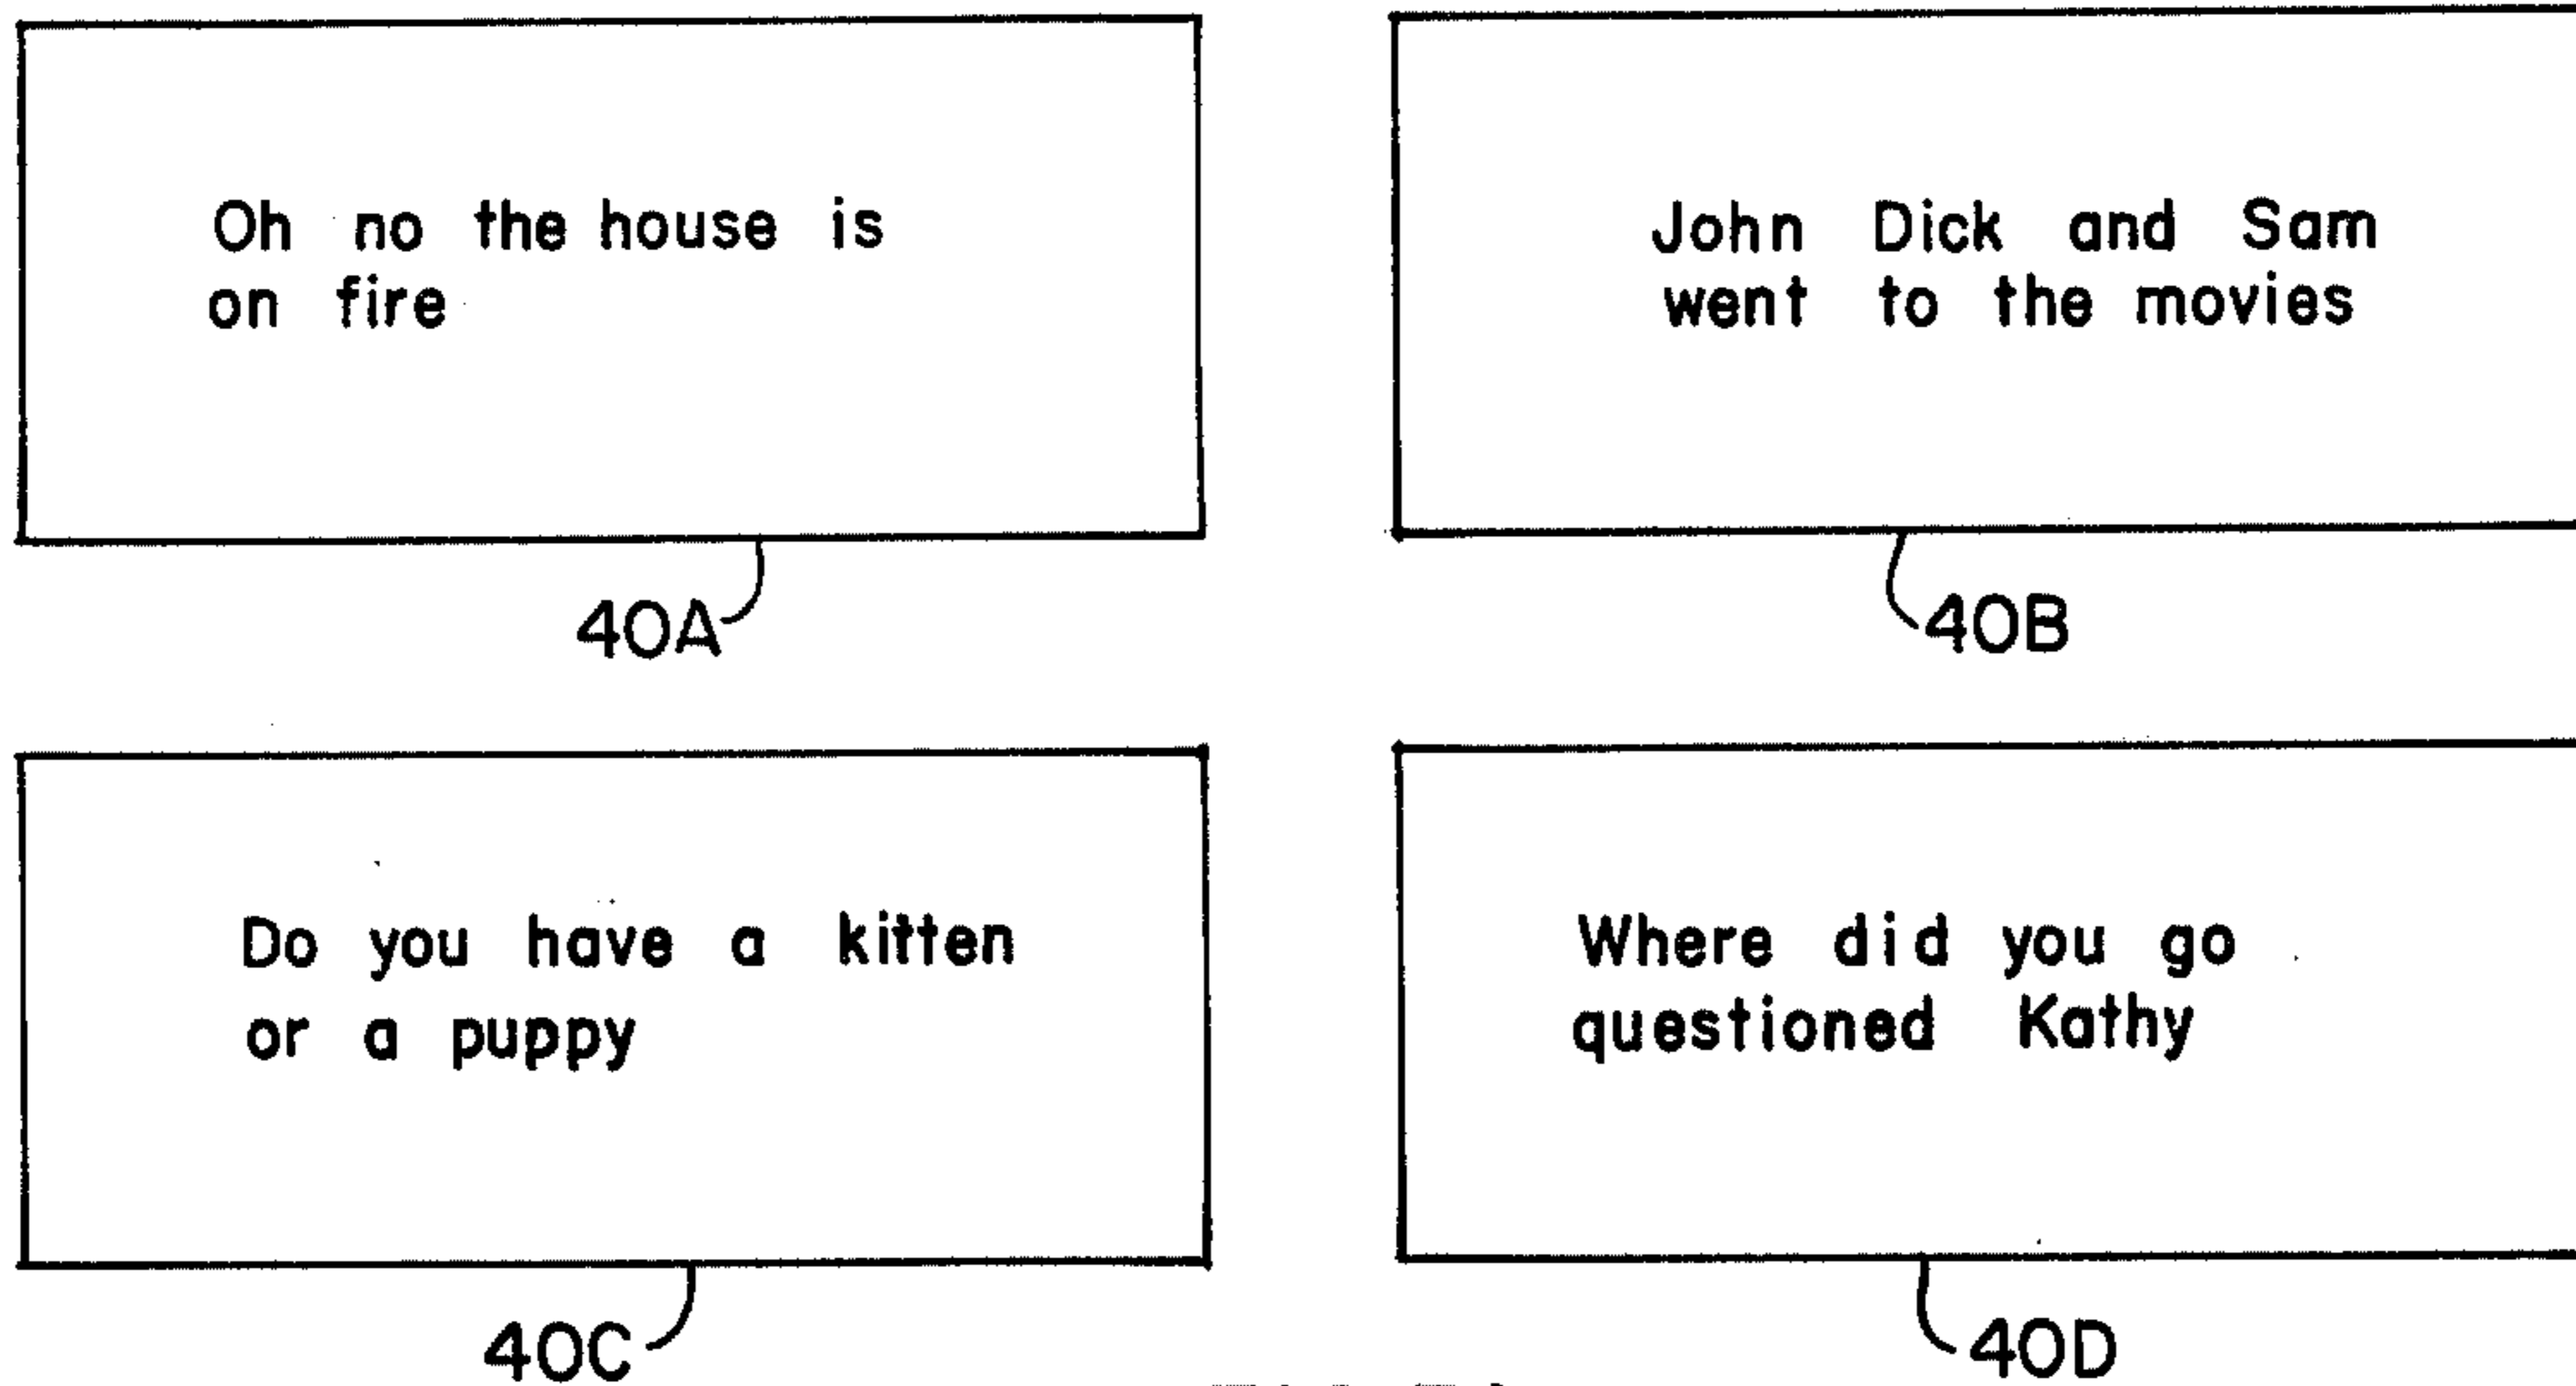 Oh no the house is
on fire
40A
John Dick and Sam
went to the movies
40B
Do you have a kitten
or a puppy
40C
Where did you go
questioned Kathy
40D